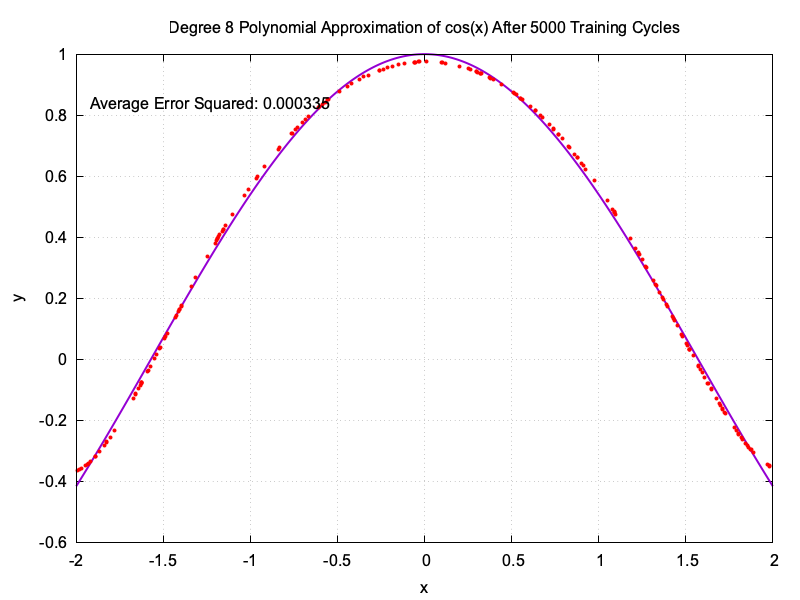 Degree 8 Polynomial Approximation of cos(x) After 5000 Training Cycles
1
Average Error Squared: 0.000335
0.8
0.6
0.4
0.2
0
-0.2
-0.4
-0.6
y
-2 -1.5 -1 -0.5 0 0.5 1 1.5 2
x